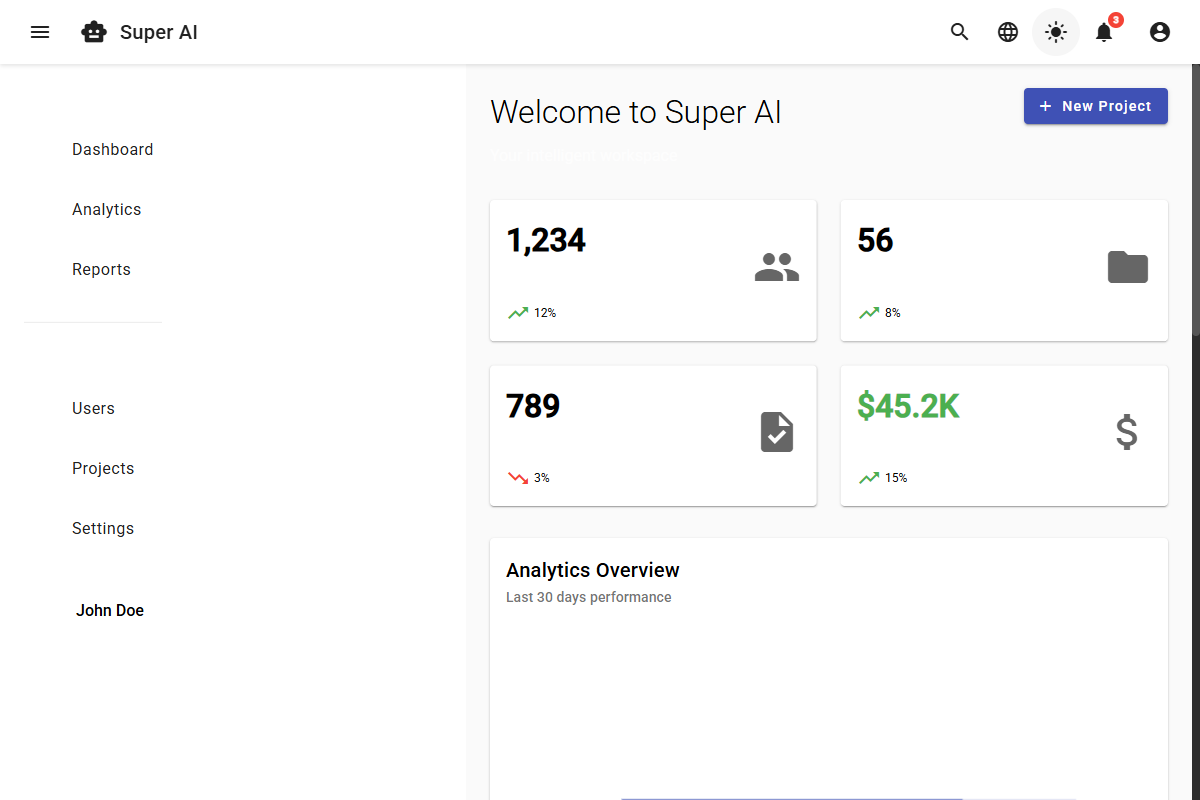 Super AI
3
Dashboard
Analytics
Reports
Users
Projects
Settings
John Doe
Welcome to Super AI
New Project
1,234
12%
56
8%
789
3%
$45.2K
15%
Analytics Overview
Last 30 days performance